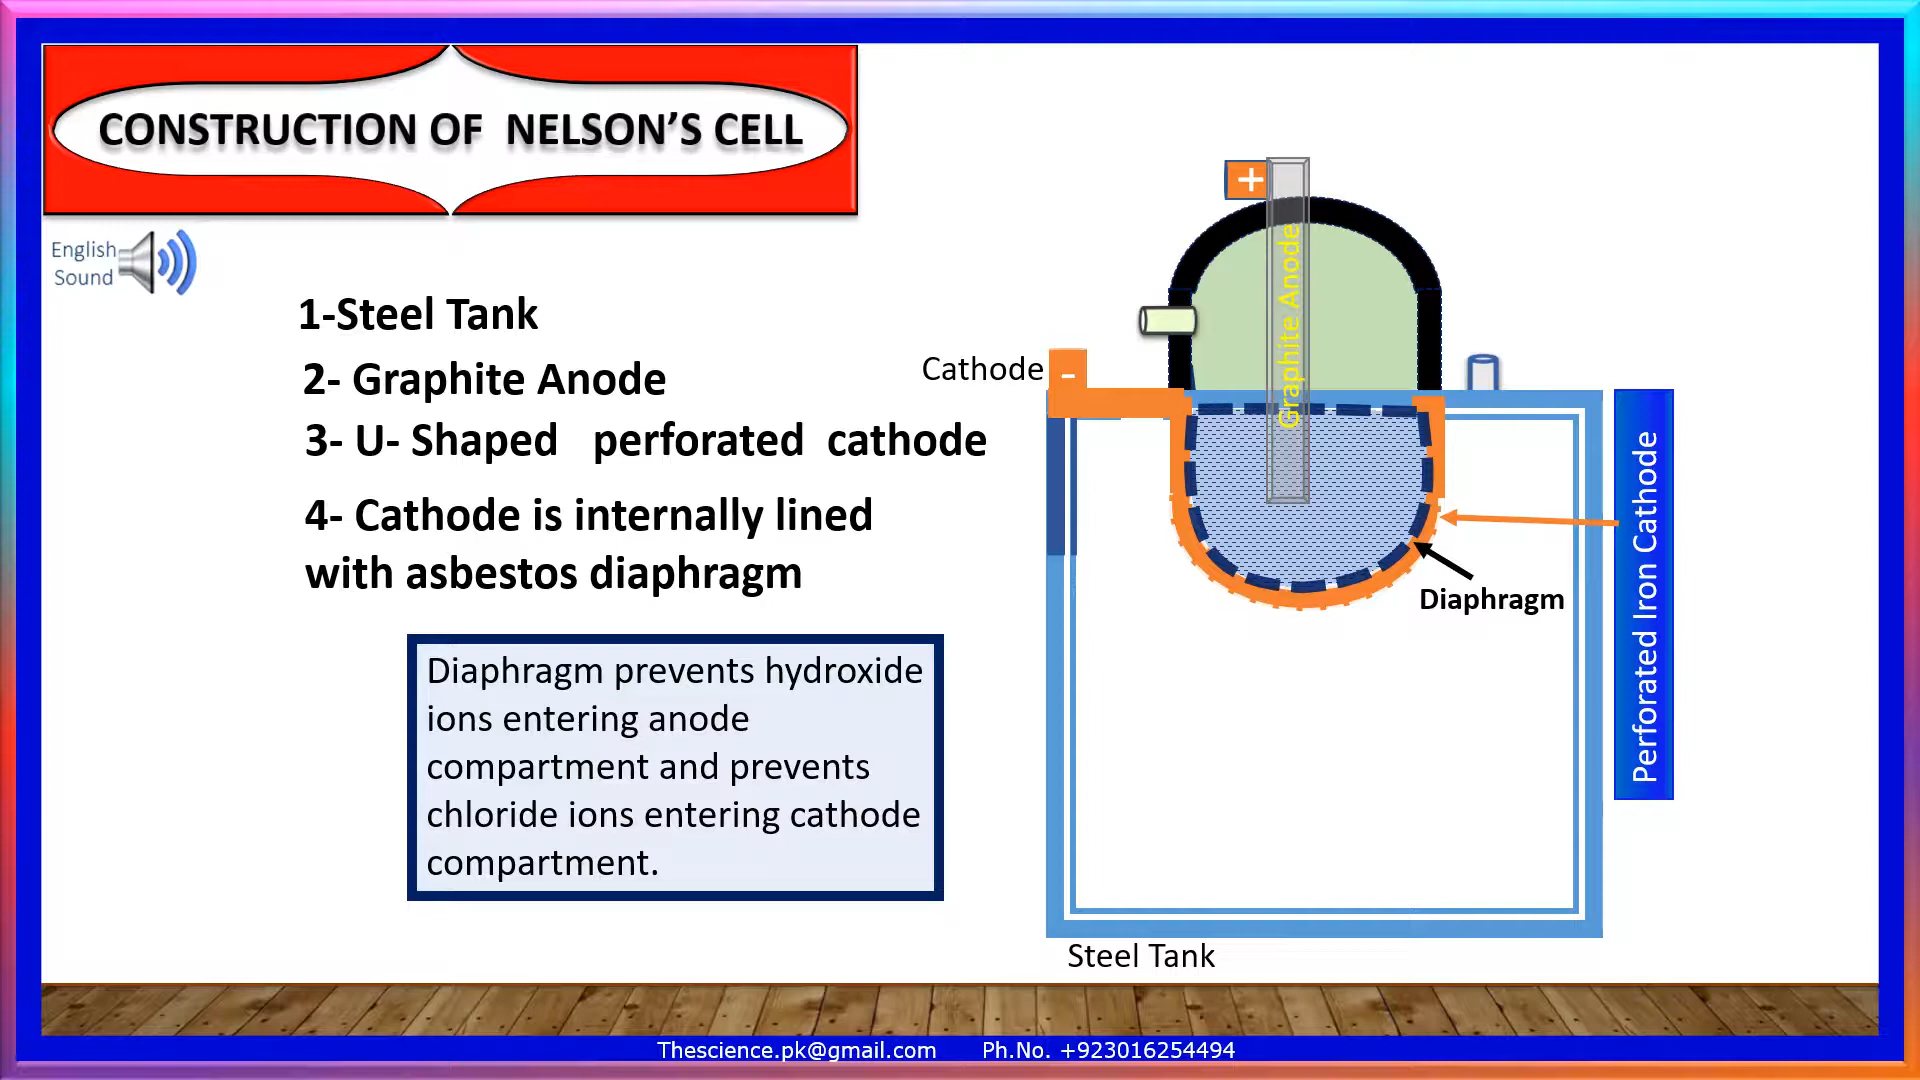 CONSTRUCTION OF NELSON'S CELL
English
Sound
1-Steel Tank
2- Graphite Anode
3- U- Shaped perforated cathode
4- Cathode is internally lined
with asbestos diaphragm
Diaphragm prevents hydroxide
ions entering anode
compartment and prevents
chloride ions entering cathode
compartment.
+
Graphite Anode
Cathode
-
Diaphragm
Perforated Iron Cathode
Steel Tank
Thescience.pk@gmail.com Ph.No. +923016254494